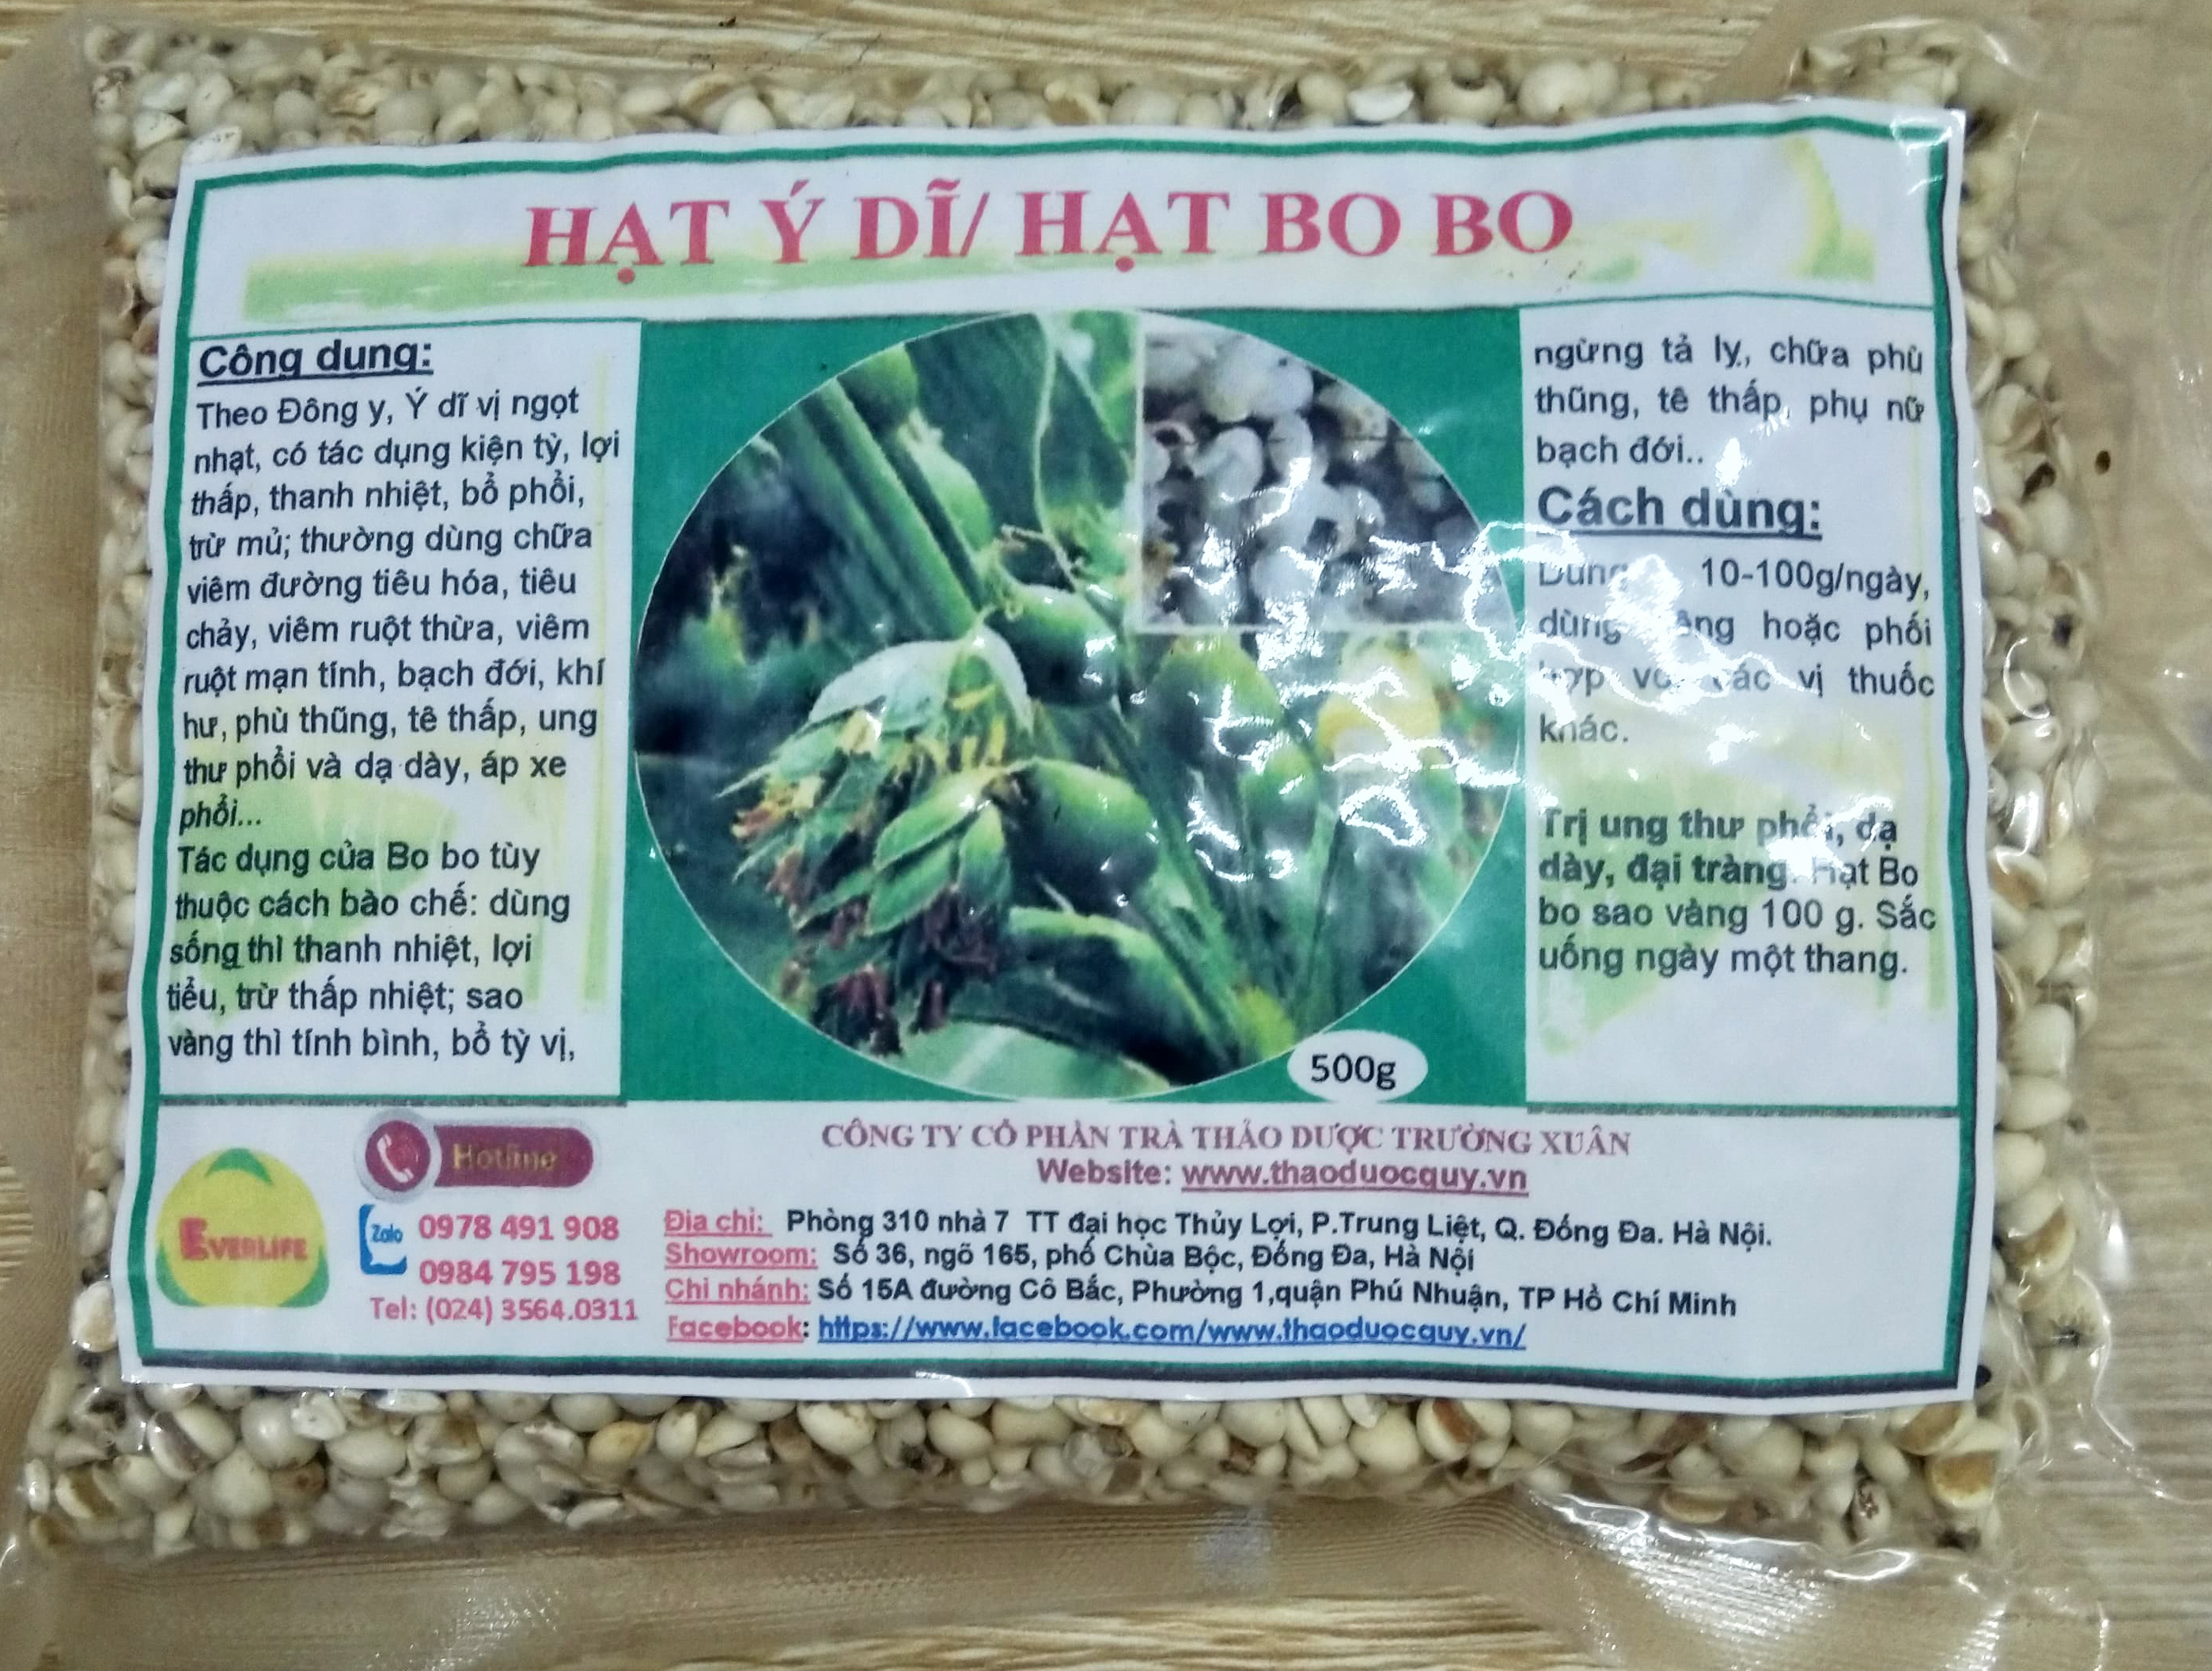 HẠT Ý DĨ/ HẠT BO BO
Công dung:
Theo Đông y, Ý dĩ vị ngọt
nhạt, có tác dụng kiện tỳ, lợi
thấp, thanh nhiệt, bổ phổi,
trừ mủ; thường dùng chữa
viêm đường tiêu hóa, tiêu
chảy, viêm ruột thừa, viêm
ruột mạn tính, bạch đới, khí
hư, phù thũng, tê thấp, ung
thư phổi và dạ dày, áp xe
phổi...
Tác dụng của Bo bo tùy
thuộc cách bào chế: dùng
sống thì thanh nhiệt, lợi
tiểu, trừ thấp nhiệt; sao
vàng thì tính bình, bổ tỳ vị,
ngừng tả lỵ, chữa phù
thũng, tê thấp, phụ nữ
bạch đới..
Cách dùng:
10-100g/ngày,
hoặc phối
vị thuốc
khác.
Trị ung thư phổi, dạ
dày, đại tràng. Hạt Bo
bo sao vàng 100 g. Sắc
uống ngày một thang.
500g
EVERLIFE
Hotline
Zalo 0978 491 908
0984 795 198
Tel: (024) 3564.0311
CÔNG TY CỔ PHẦN TRÀ THẢO DƯỢC TRƯỜNG XUÂN
Website: www.thaoduocquy.vn
Địa chỉ: Phòng 310 nhà 7 TT đại học Thủy Lợi, P.Trung Liệt, Q. Đống Đa. Hà Nội.
Showroom: Số 36, ngõ 165, phố Chùa Bộc, Đống Đa, Hà Nội
Chi nhánh: Số 15A đường Cô Bắc, Phường 1,quận Phú Nhuận, TP Hồ Chí Minh
Facebook: https://www.facebook.com/www.thaoduocquy.vn/